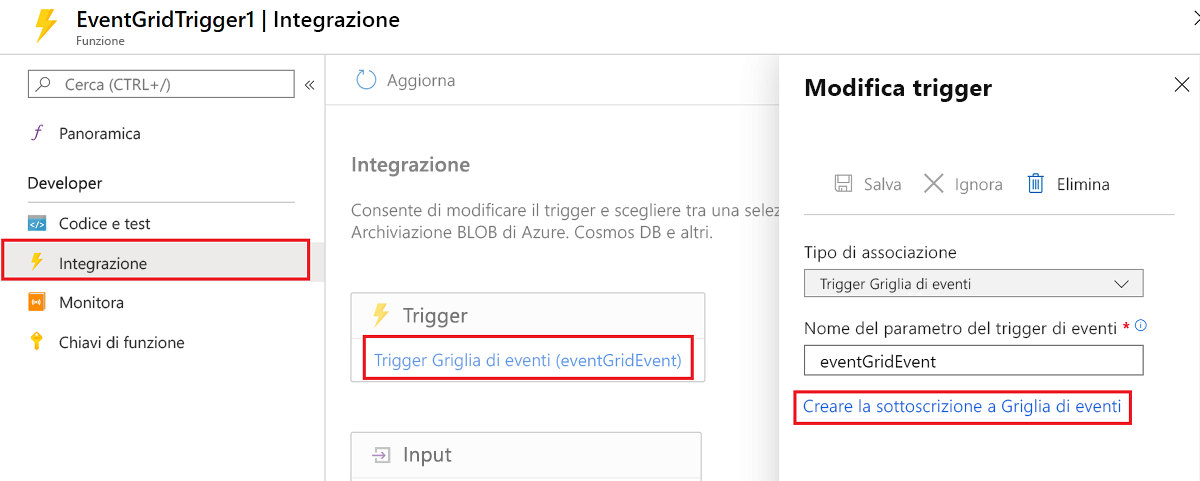 EventGridTrigger1 | Integrazione
Funzione
Cerca (CTRL+/)
«
Panoramica
Developer
Codice e test
Integrazione
Monitora
Chiavi di funzione
Aggiorna
Integrazione
Consente di modificare il trigger e scegliere tra una selez
Archiviazione BLOB di Azure. Cosmos DB e altri.
Trigger
Trigger Griglia di eventi (eventGridEvent)
Input
Modifica trigger
Salva
Ignora
Elimina
Tipo di associazione
Trigger Griglia di eventi
Nome del parametro del trigger di eventi *
eventGridEvent
Creare la sottoscrizione a Griglia di eventi